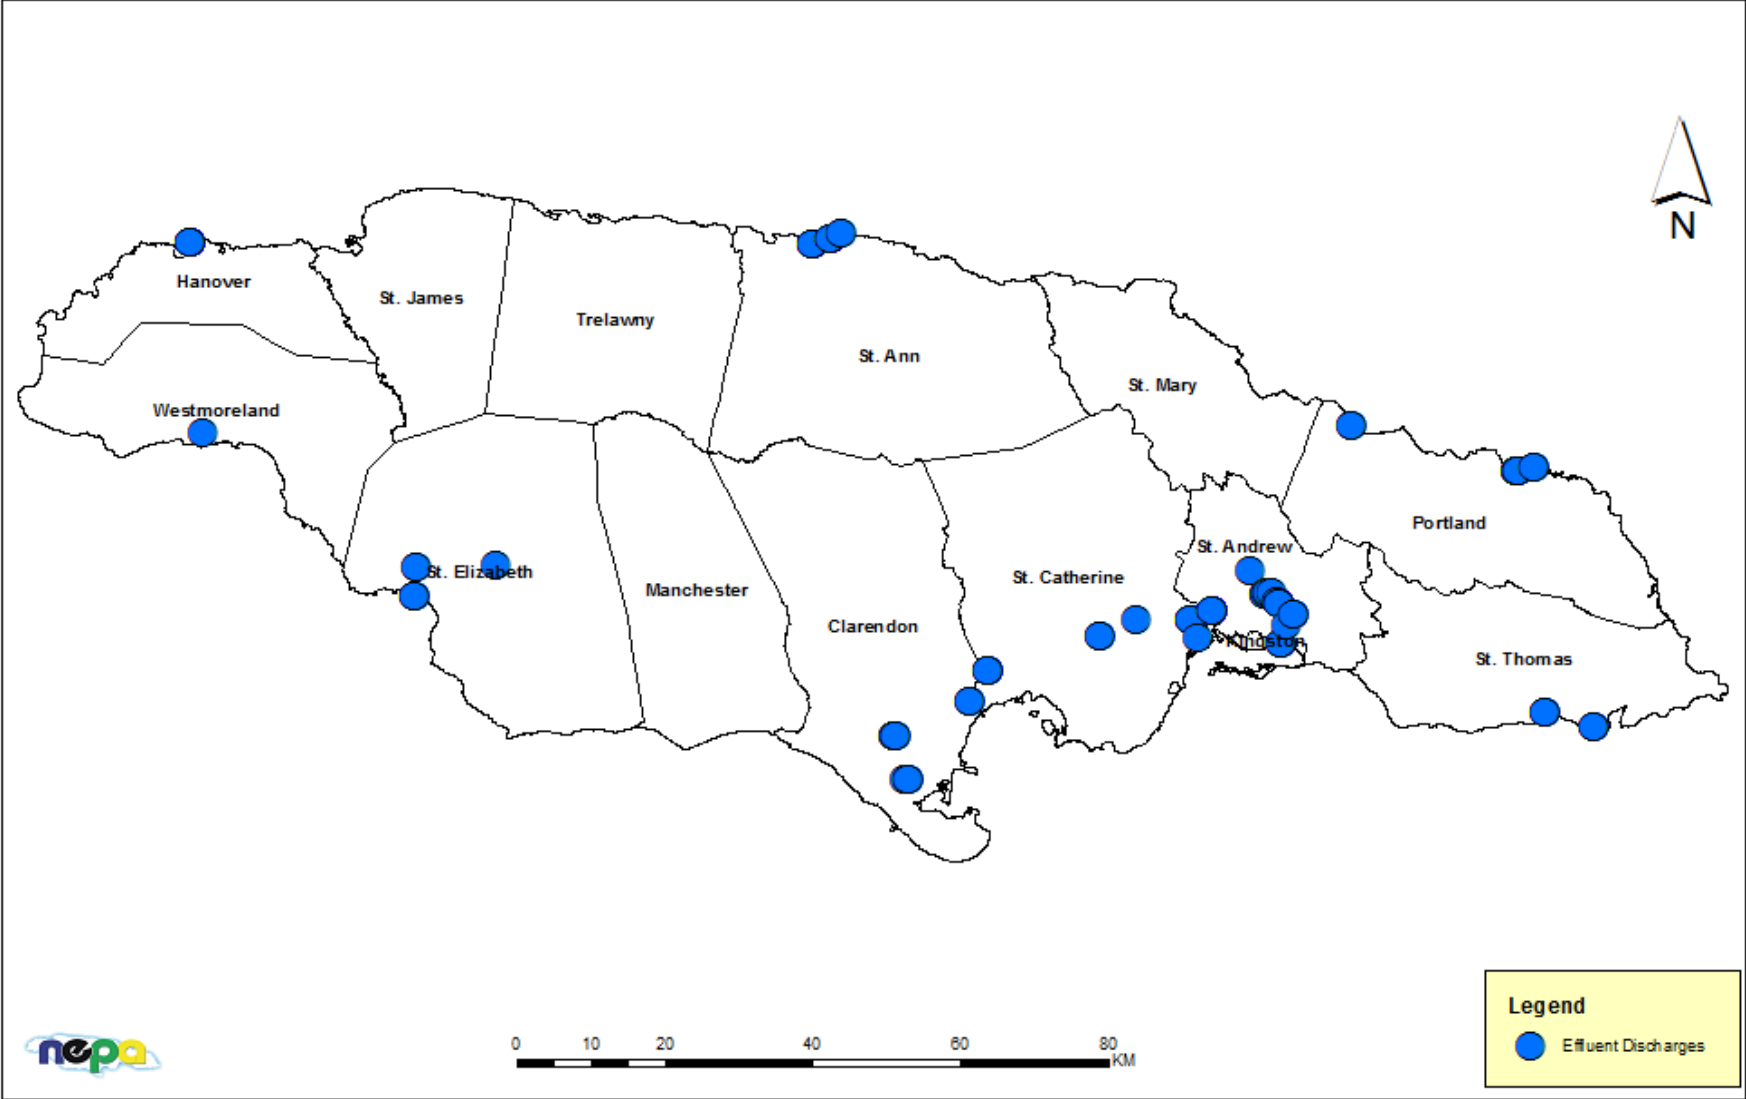 N
Hanover
St. James
Trelawny
St. Ann
St. Mary
Westmoreland
Portland
St. Andrew
St. Elizabeth
St. Catherine
Manchester
Clarendon
Kingston
St. Thomas
Legend
Effluent Discharges
nepa
0 10 20 40 60 80
KM